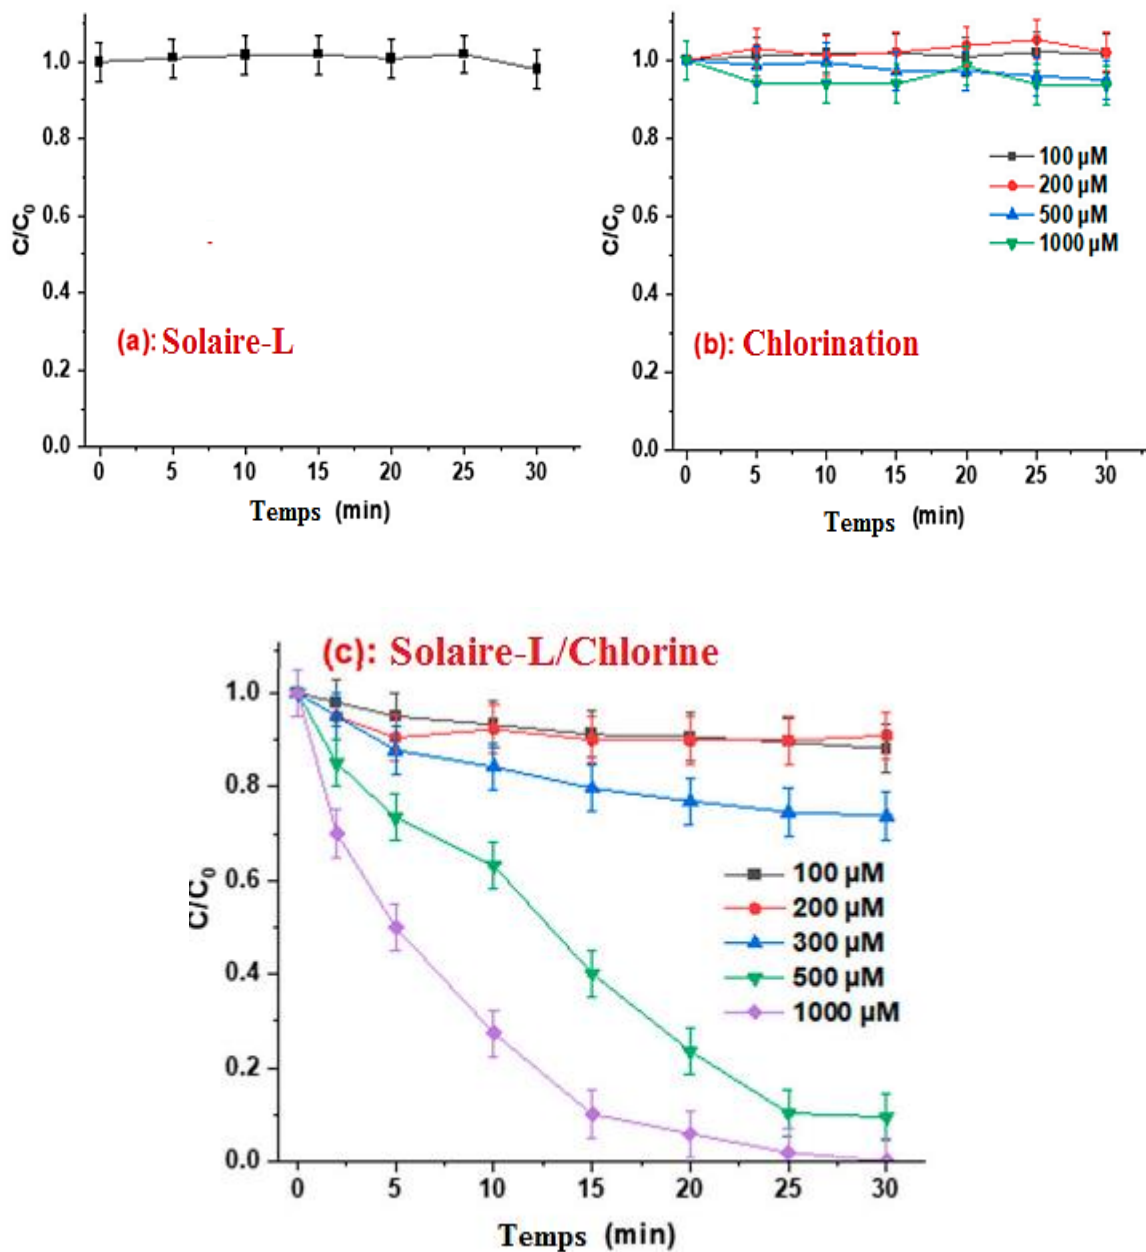 1.0
0.8
0.6
0.4
0.2
0.0
C/C0
(a): Solaire-L
0 5 10 15 20 25 30
Temps (min)
1.0
0.8
0.6
0.4
0.2
0.0
C/C0
100 µM
200 µM
500 µM
1000 µM
(b): Chlorination
0 5 10 15 20 25 30
Temps (min)
(c): Solaire-L/Chlorine
1.0
0.8
0.6
0.4
0.2
0.0
C/C0
100 µM
200 µM
300 µM
500 µM
1000 µM
0 5 10 15 20 25 30
Temps (min)